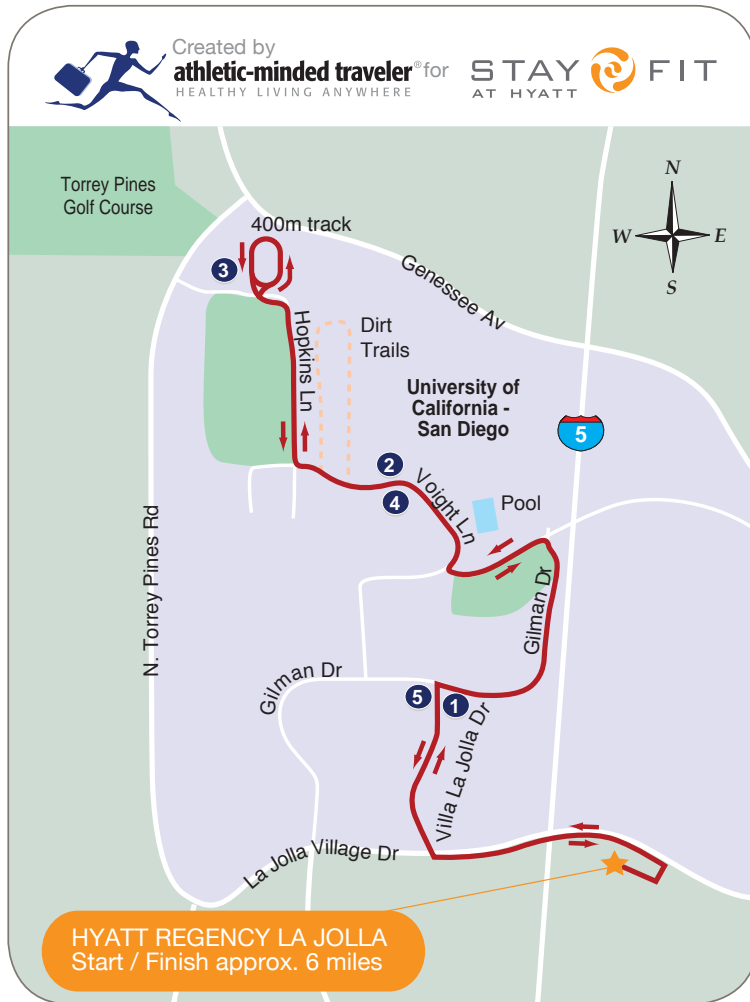 Created by
athletic-minded traveler® for
HEALTHY LIVING ANYWHERE
STAY FIT
AT HYATT
Torrey Pines
Golf Course
400m track
N
W E
S
3
Genessee Av
Hopkins Ln
Dirt
Trails
University of
California -
San Diego
5
2
4
Voight Ln
Pool
N. Torrey Pines Rd
Gilman Dr
Gilman Dr
5
1
Villa La Jolla Dr
La Jolla Village Dr
HYATT REGENCY LA JOLLA
Start / Finish approx. 6 miles